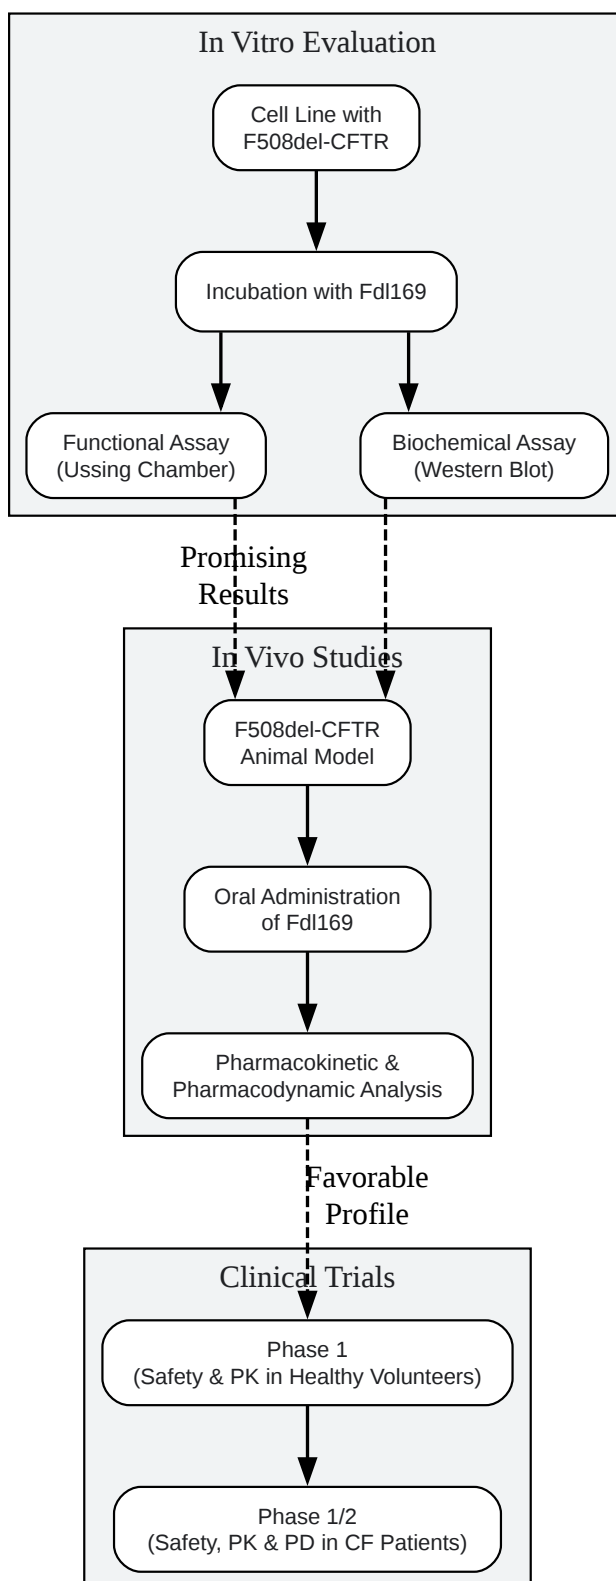 In Vitro Evaluation
Cell Line with
F508del-CFTR
Incubation with Fdl169
Functional Assay
(Ussing Chamber)
Biochemical Assay
(Western Blot)
Promising
Results
In Vivo Studies
F508del-CFTR
Animal Model
Oral Administration
of Fdl169
Pharmacokinetic &
Pharmacodynamic Analysis
Favorable
Profile
Clinical Trials
Phase 1
(Safety & PK in Healthy Volunteers)
Phase 1/2
(Safety, PK & PD in CF Patients)